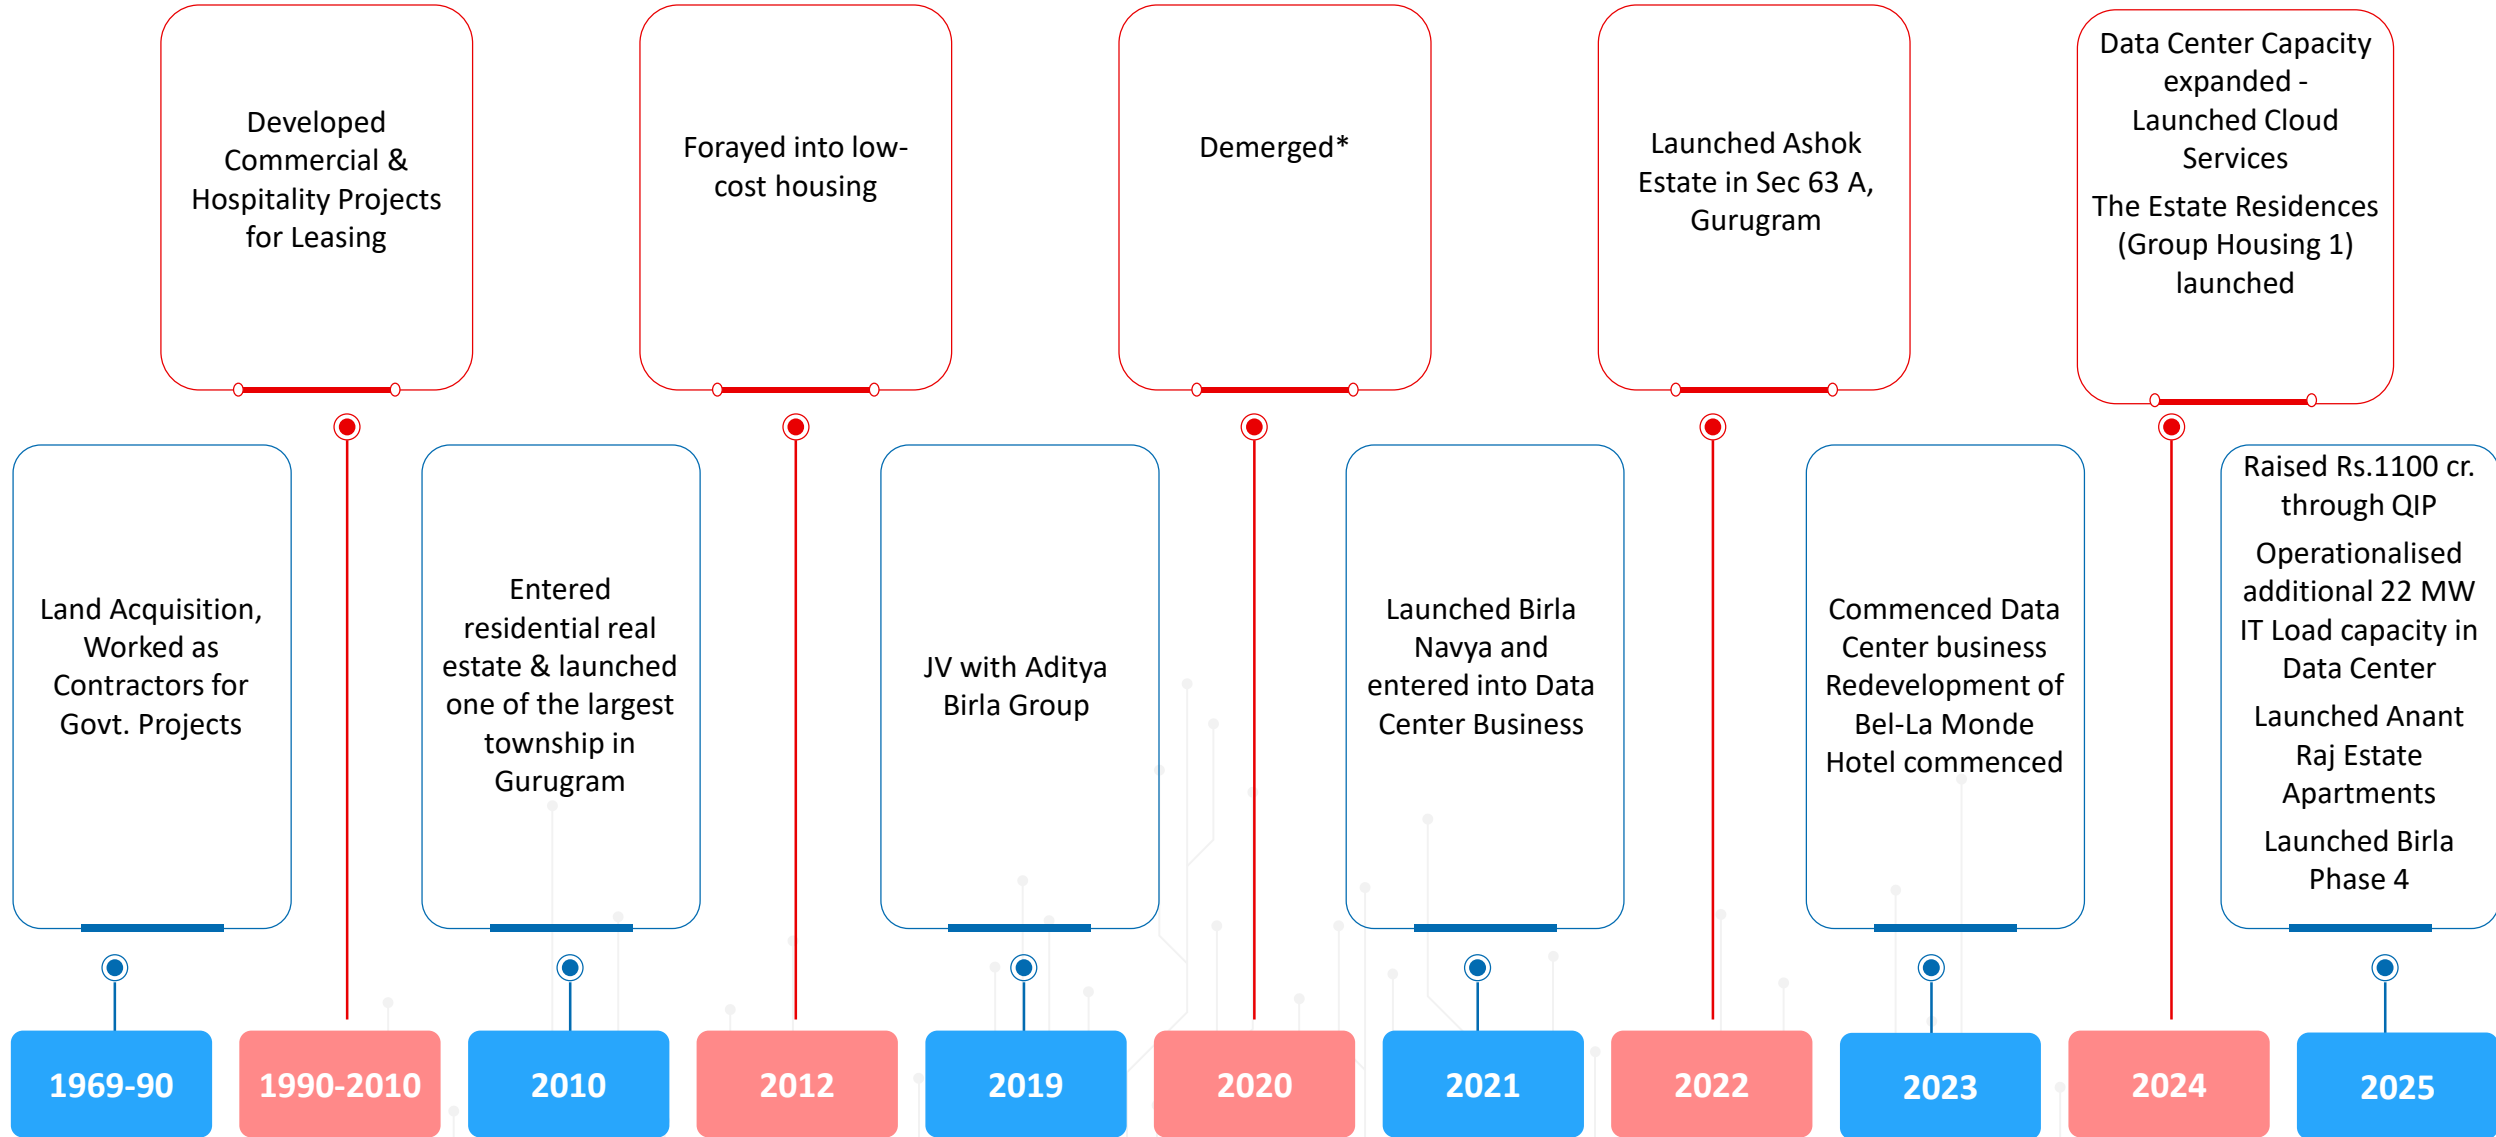 Developed
Commercial &
Hospitality Projects
for Leasing
Forayed into low-
cost housing
Demerged*
Launched Ashok
Estate in Sec 63 A,
Gurugram
Data Center Capacity
expanded -
Launched Cloud
Services
The Estate Residences
(Group Housing 1)
launched
Land Acquisition,
Worked as
Contractors for
Govt. Projects
Entered
residential real
estate & launched
one of the largest
township in
Gurugram
JV with Aditya
Birla Group
Launched Birla
Navya and
entered into Data
Center Business
Commenced Data
Center business
Redevelopment of
Bel-La Monde
Hotel commenced
Raised Rs.1100 cr.
through QIP
Operationalised
additional 22 MW
IT Load capacity in
Data Center
Launched Anant
Raj Estate
Apartments
Launched Birla
Phase 4
1969-90
1990-2010
2010
2012
2019
2020
2021
2022
2023
2024
2025